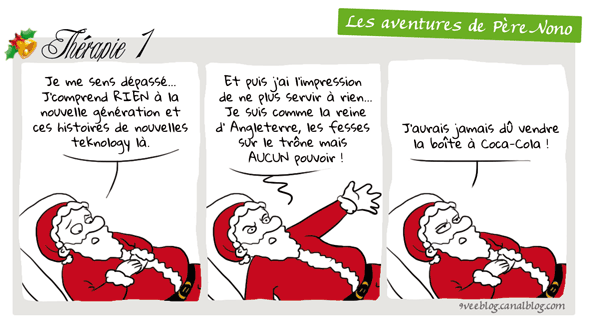 Les aventures de Père Nono
Thérapie 1
Je me sens dépassé...
J'comprend RIEN à la
nouvelle génération et
ces histoires de nouvelles
teknology là.
Et puis j'ai l'impression
de ne plus servir à rien...
Je suis comme la reine
d'Angleterre, les fesses
sur le trône mais
AUCUN pouvoir !
J'aurais jamais dÛ vendre
la boîte à Coca-Cola !
9veeblog.canalblog.com